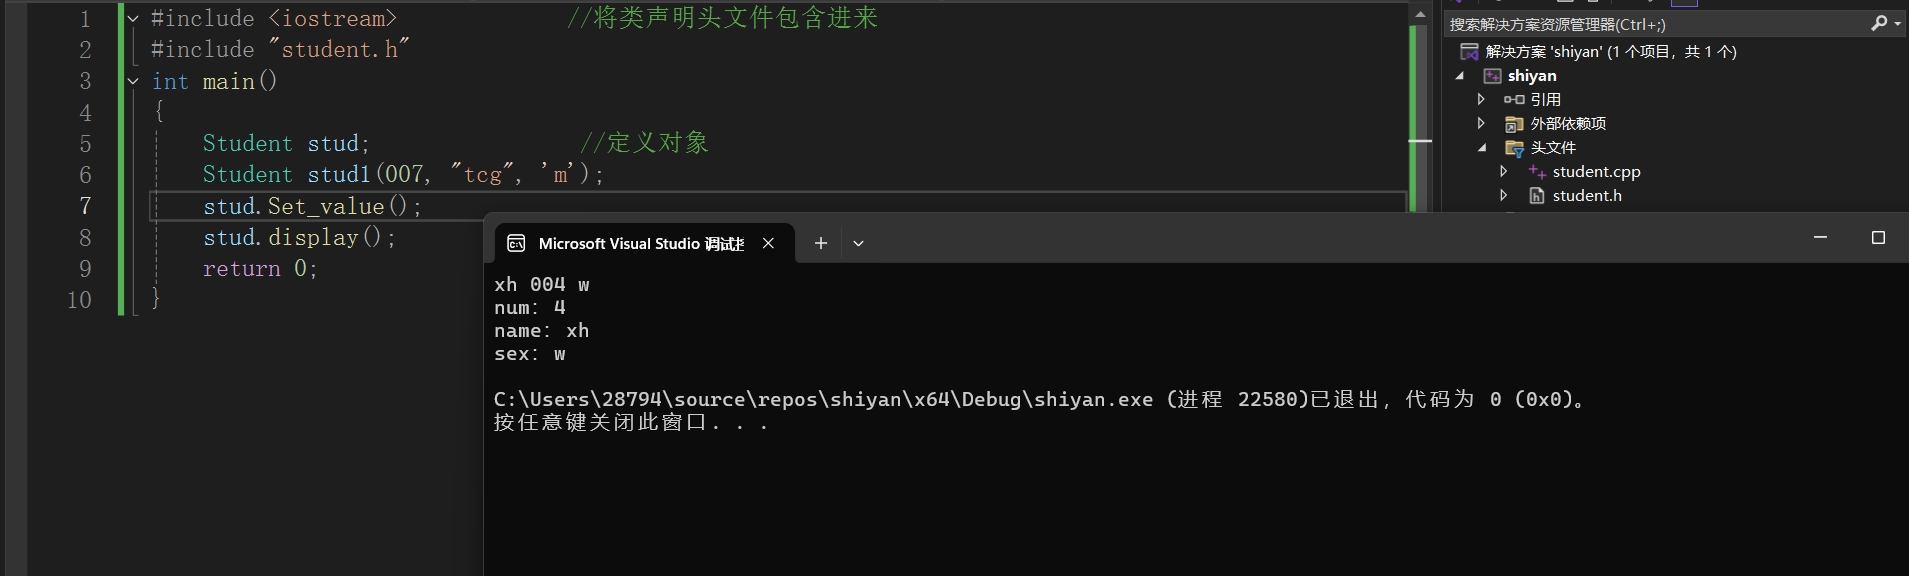 1 #include <iostream> //将类声明头文件包含进来
2 #include "student.h"
3 int main()
4 {
5 Student stud; //定义对象
6 Student stud1(007, "tcg", 'm');
7 stud.Set_value();
8 stud.display();
9 return 0;
10 }
搜索解决方案资源管理器(Ctrl+;)
解决方案 'shiyan' (1 个项目，共 1 个)
shiyan
引用
外部依赖项
头文件
student.cpp
student.h
Microsoft Visual Studio 调试控
xh 004 w
num: 4
name: xh
sex: w
C:\Users\28794\source\repos\shiyan\x64\Debug\shiyan.exe (进程 22580)已退出，代码为 0 (0x0)。
按任意键关闭此窗口. . .